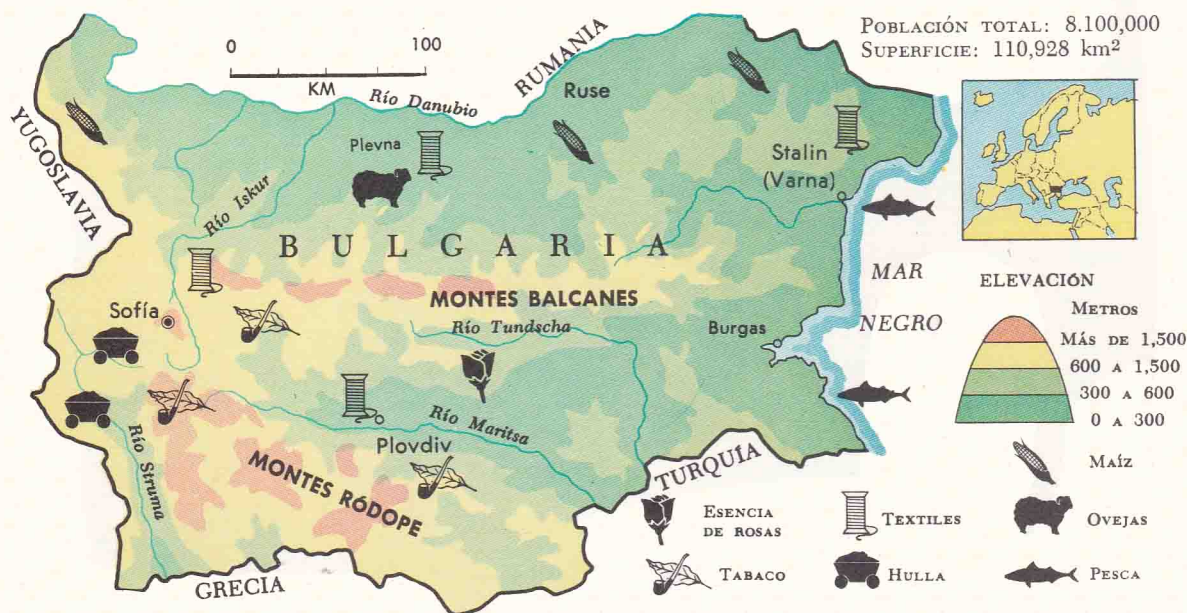 POBLACIÓN TOTAL: 8.100,000
SUPERFICIE: 110,928 km²
0 100
KM
RUMANIA
YUGOSLAVIA
Río Danubio
Ruse
Plevna
Stalin
(Varna)
Río Iskur
BULGARIA
MAR
NEGRO
MONTES BALCANES
Sofía
Río Tundscha
Burgas
Río Maritsa
Plovdiv
Río Struma
MONTES RÓDOPE
TURQUÍA
GRECIA
ELEVACIÓN
METROS
MÁS DE 1,500
600 A 1,500
300 A 600
0 A 300
MAÍZ
ESENCIA
DE ROSAS
TEXTILES
OVEJAS
TABACO
HULLA
PESCA